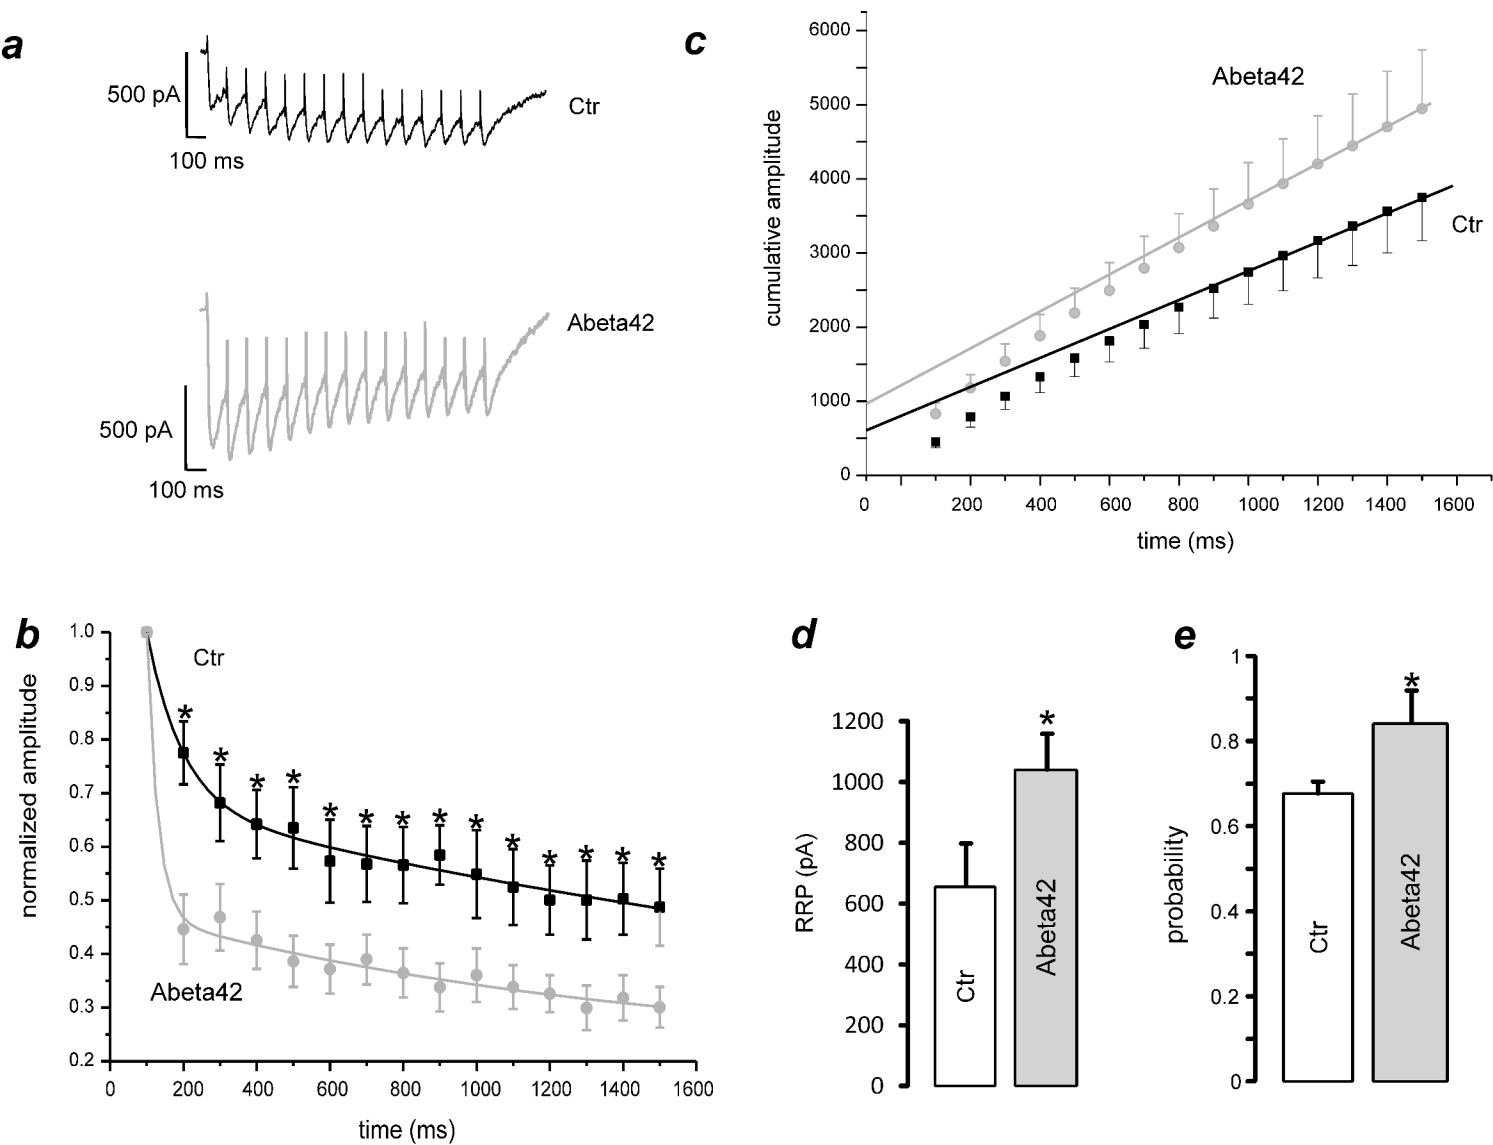 a
500 pA
100 ms
Ctr
500 pA
100 ms
Abeta42
c
cumulative amplitude
6000
5000
4000
3000
2000
1000
0
0 200 400 600 800 1000 1200 1400 1600
time (ms)
Abeta42
Ctr
b
normalized amplitude
1.0
0.9
0.8
0.7
0.6
0.5
0.4
0.3
0.2
0 200 400 600 800 1000 1200 1400 1600
time (ms)
Ctr
* * * * * * * * * * * * * *
Abeta42
d
RRP (pA)
1200
1000
800
600
400
200
0
*
Ctr
Abeta42
e
probability
1
0.8
0.6
0.4
0.2
0
*
Ctr
Abeta42